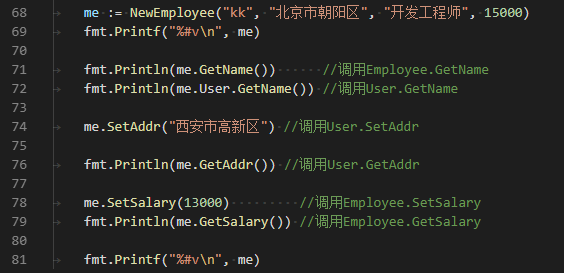 68 me := NewEmployee("kk", "北京市朝阳区", "开发工程师", 15000)
69 fmt.Printf("%#v\n", me)
70
71 fmt.Println(me.GetName()) //调用Employee.GetName
72 fmt.Println(me.User.GetName()) //调用User.GetName
73
74 me.SetAddr("西安市高新区") //调用User.SetAddr
75
76 fmt.Println(me.GetAddr()) //调用User.GetAddr
77
78 me.SetSalary(13000) //调用Employee.SetSalary
79 fmt.Println(me.GetSalary()) //调用Employee.GetSalary
80
81 fmt.Printf("%#v\n", me)